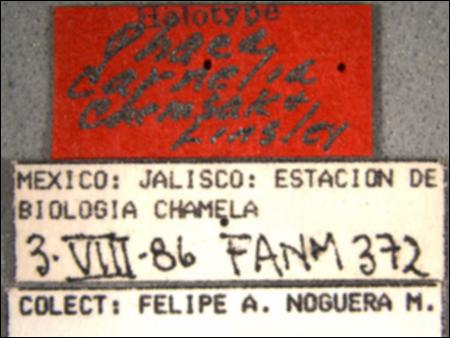 Holotype
Phaea
carnelia
Chemsak &
Linsley
MEXICO: JALISCO: ESTACION DE
BIOLOGIA CHAMELA
3.VIII-86 FANM 372
COLECT: FELIPE A. NOGUERA M.